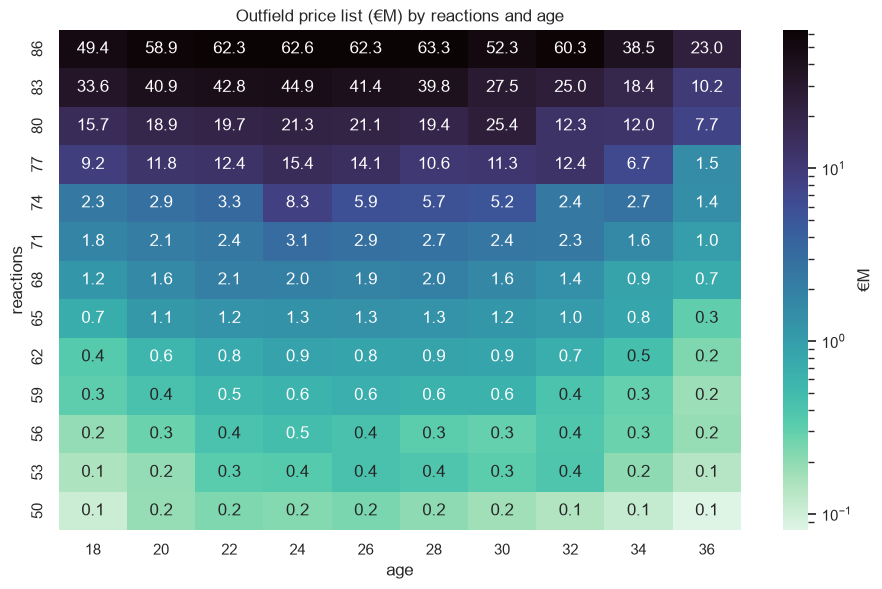 Outfield price list (€M) by reactions and age
86 49.4 58.9 62.3 62.6 62.3 63.3 52.3 60.3 38.5 23.0
83 33.6 40.9 42.8 44.9 41.4 39.8 27.5 25.0 18.4 10.2
80 15.7 18.9 19.7 21.3 21.1 19.4 25.4 12.3 12.0 7.7
77 9.2 11.8 12.4 15.4 14.1 10.6 11.3 12.4 6.7 1.5
74 2.3 2.9 3.3 8.3 5.9 5.7 5.2 2.4 2.7 1.4
71 1.8 2.1 2.4 3.1 2.9 2.7 2.4 2.3 1.6 1.0
68 1.2 1.6 2.1 2.0 1.9 2.0 1.6 1.4 0.9 0.7
65 0.7 1.1 1.2 1.3 1.3 1.3 1.2 1.0 0.8 0.3
62 0.4 0.6 0.8 0.9 0.8 0.9 0.9 0.7 0.5 0.2
59 0.3 0.4 0.5 0.6 0.6 0.6 0.6 0.4 0.3 0.2
56 0.2 0.3 0.4 0.5 0.4 0.3 0.3 0.4 0.3 0.2
53 0.1 0.2 0.3 0.4 0.4 0.4 0.3 0.4 0.2 0.1
50 0.1 0.2 0.2 0.2 0.2 0.2 0.2 0.1 0.1 0.1
18 20 22 24 26 28 30 32 34 36
age
reactions
10¹
10⁰
10⁻¹
€M